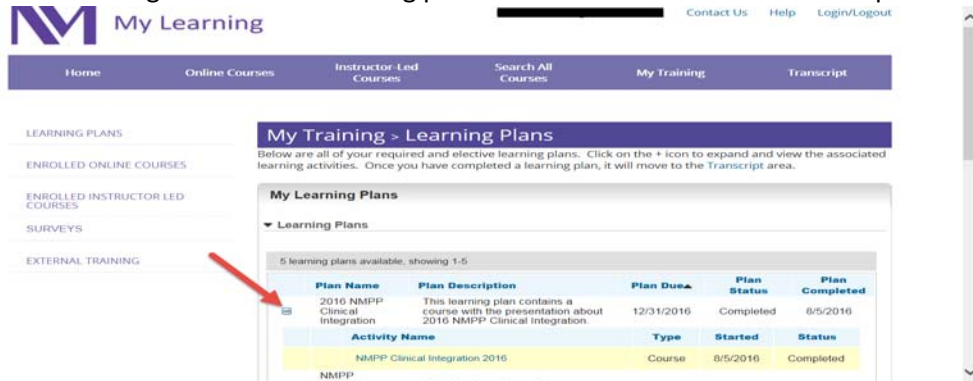 My Learning
Contact Us Help Login/Logout
Home Online Courses Instructor-Led Courses Search All Courses My Training Transcript
LEARNING PLANS
ENROLLED ONLINE COURSES
ENROLLED INSTRUCTOR LED
COURSES
SURVEYS
EXTERNAL TRAINING
My Training > Learning Plans
Below are all of your required and elective learning plans. Click on the + icon to expand and view the associated
learning activities. Once you have completed a learning plan, it will move to the Transcript area.
My Learning Plans
Learning Plans
5 learning plans available, showing 1-5
Plan Name Plan Description Plan Due Plan Status Plan Completed
2016 NMPP Clinical Integration
This learning plan contains a
course with the presentation about
2016 NMPP Clinical Integration.
12/31/2016 Completed 8/5/2016
Activity Name Type Started Status
NMPP Clinical Integration 2016 Course 8/5/2016 Completed
NMPP